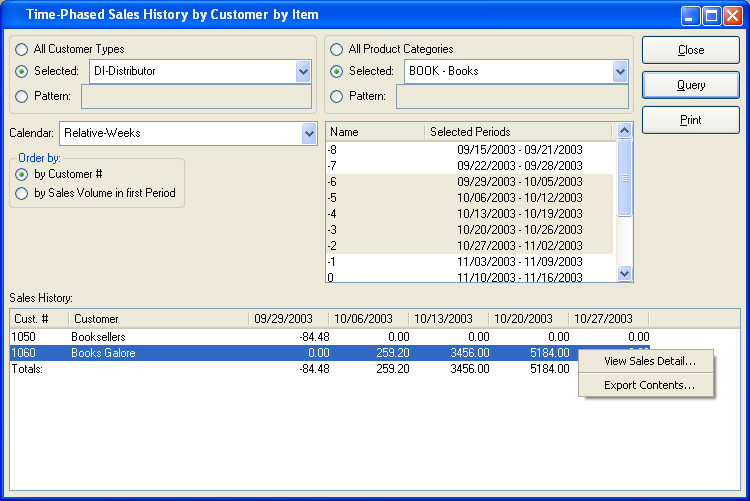 Time-Phased Sales History by Customer by Item
All Customer Types
Selected: DI-Distributor
Pattern:
All Product Categories
Selected: BOOK - Books
Pattern:
Close
Query
Print
Calendar: Relative-Weeks
Order by:
by Customer #
by Sales Volume in first Period
Name Selected Periods
-8 09/15/2003 - 09/21/2003
-7 09/22/2003 - 09/28/2003
-6 09/29/2003 - 10/05/2003
-5 10/06/2003 - 10/12/2003
-4 10/13/2003 - 10/19/2003
-3 10/20/2003 - 10/26/2003
-2 10/27/2003 - 11/02/2003
-1 11/03/2003 - 11/09/2003
0 11/10/2003 - 11/16/2003
Sales History:
Cust. # Customer 09/29/2003 10/06/2003 10/13/2003 10/20/2003 10/27/2003
1050 Booksellers -84.48 0.00 0.00 0.00 0.00
1060 Books Galore 0.00 259.20 3456.00 5184.00
Totals: -84.48 259.20 3456.00 5184.00
View Sales Detail...
Export Contents...